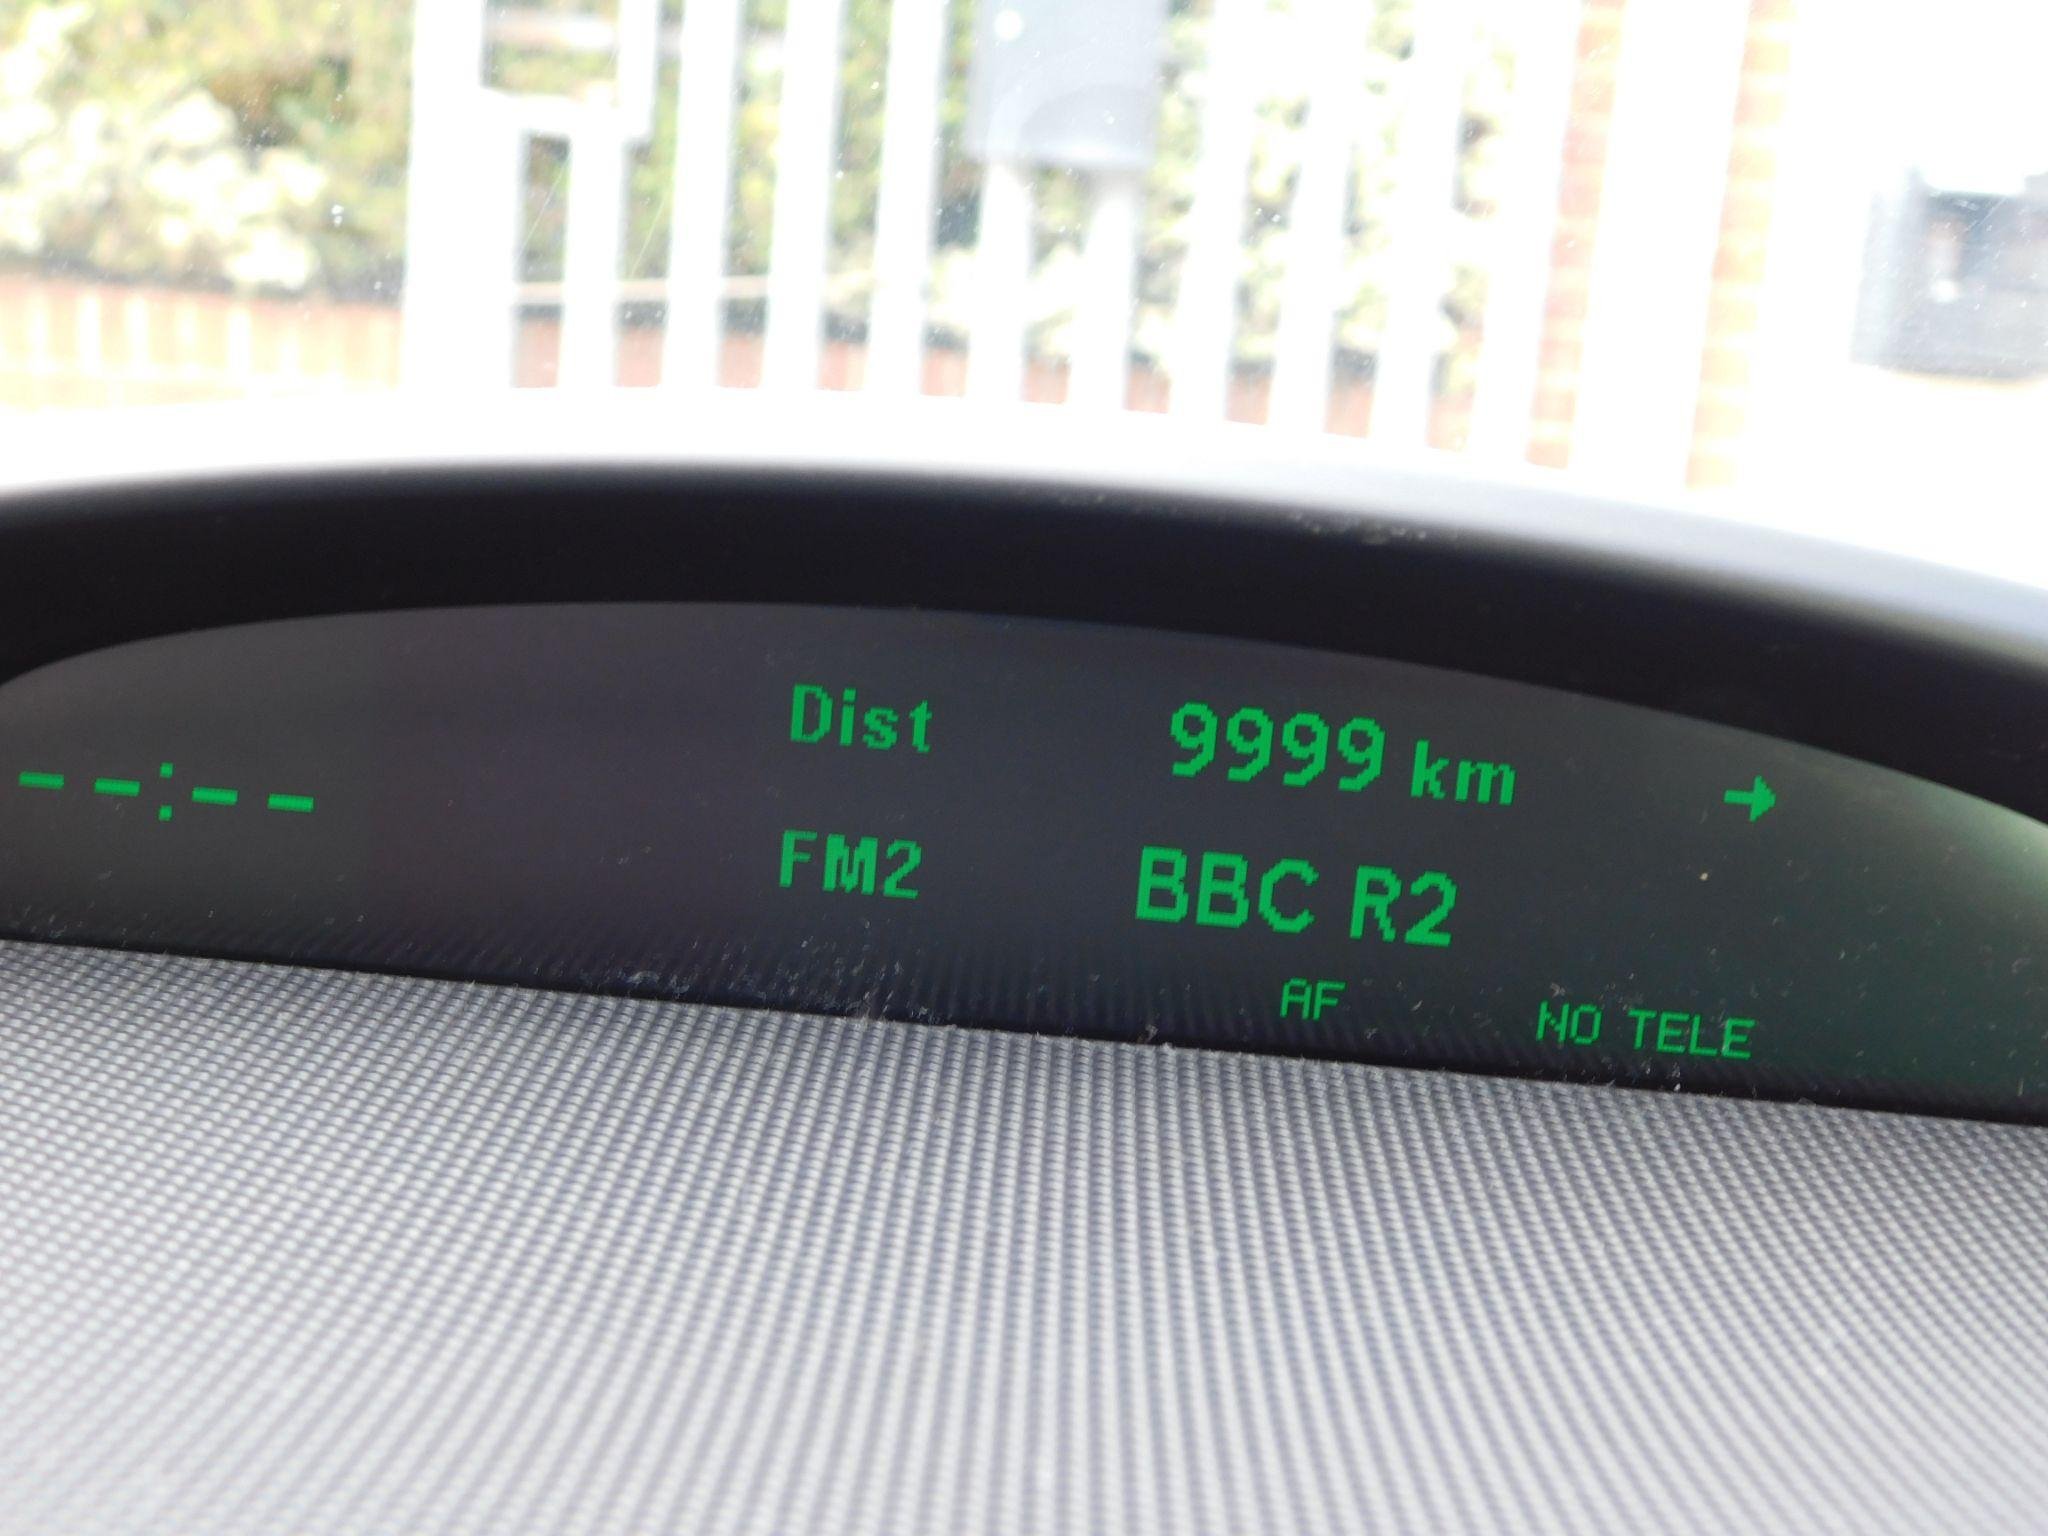 --:--
Dist 9999 km →
FM2 BBC R2
AF NO TELE